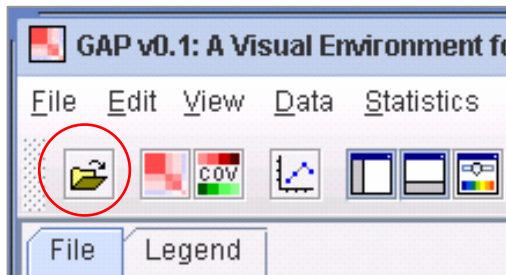 GAP v0.1: A Visual Environment fo
File Edit View Data Statistics
COV
File Legend